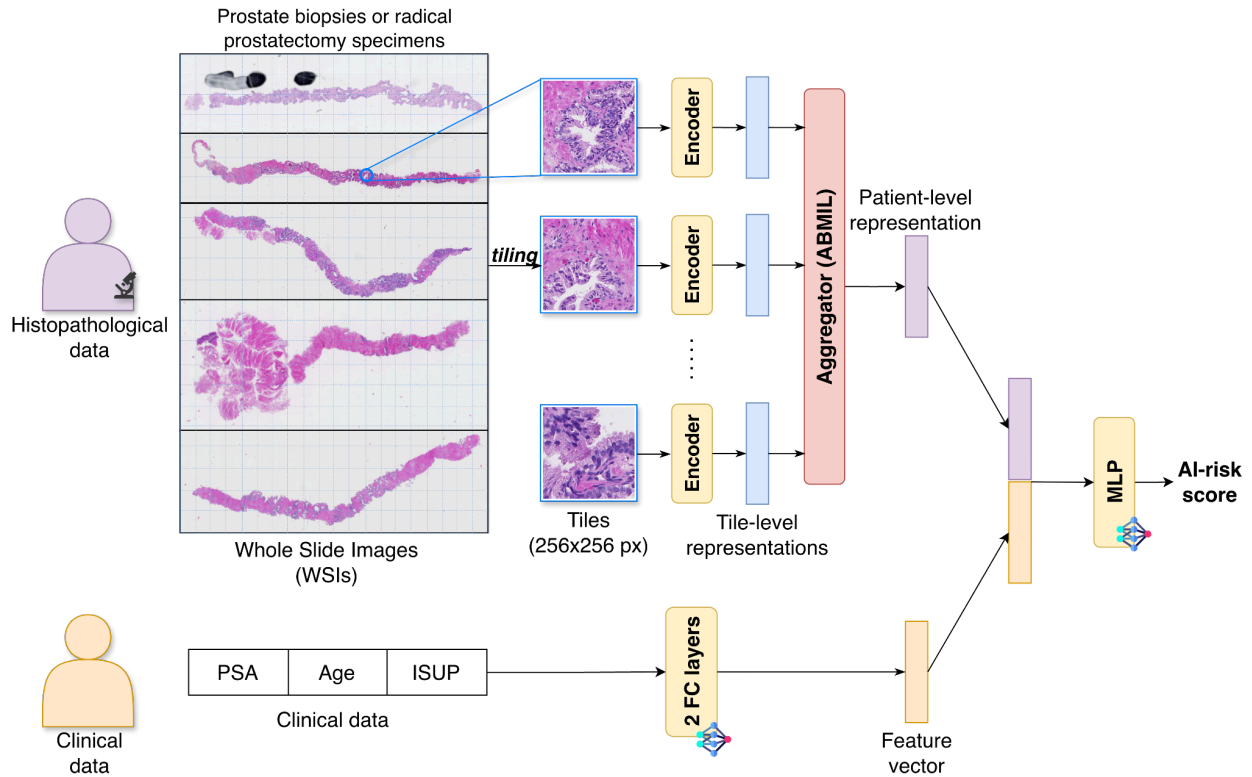 Prostate biopsies or radical
prostatectomy specimens
Histopathological
data
tiling
Whole Slide Images
(WSIs)
Encoder
Encoder
Encoder
Tiles
(256x256 px)
Tile-level
representations
Aggregator (ABMIL)
Patient-level
representation
MLP
AI-risk
score
Clinical
data
PSA
Age
ISUP
Clinical data
2 FC layers
Feature
vector